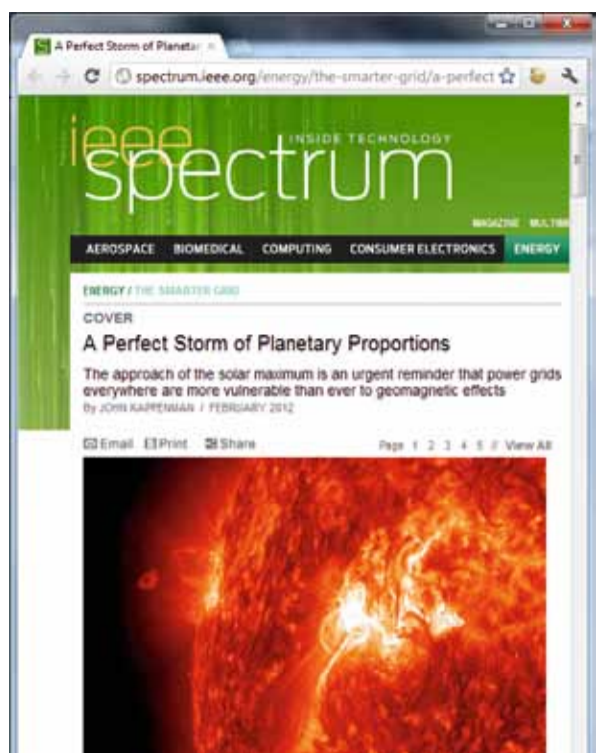 A Perfect Storm of Planetar
spectrum.ieee.org/energy/the-smarter-grid/a-perfect
ieee
INSIDE TECHNOLOGY
spectrum
MAGAZINE MULTIM
AEROSPACE BIOMEDICAL COMPUTING CONSUMER ELECTRONICS ENERGY
ENERGY / THE SMARTER GRID
COVER
A Perfect Storm of Planetary Proportions
The approach of the solar maximum is an urgent reminder that power grids
everywhere are more vulnerable than ever to geomagnetic effects
By JOHN KAPPENMAN / FEBRUARY 2012
Email Print Share Page 1 2 3 4 5 // View All